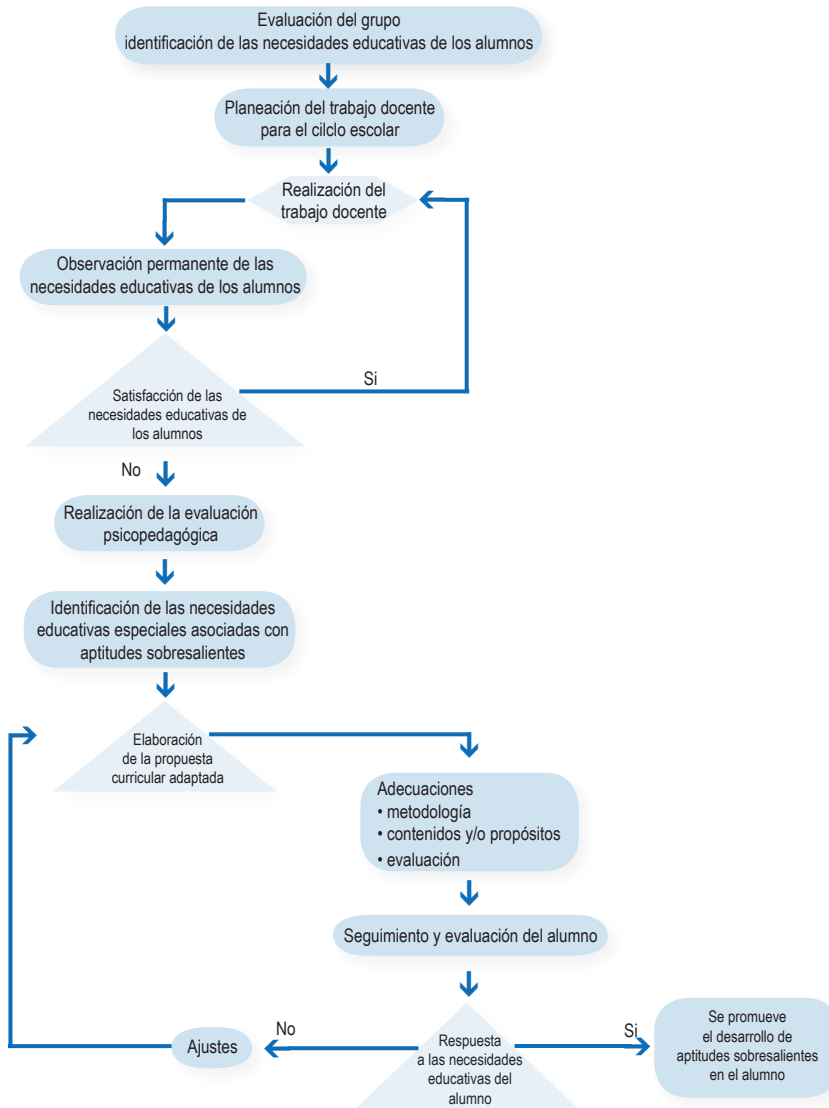 Evaluación del grupo
identificación de las necesidades educativas de los alumnos
Planeación del trabajo docente
para el cilclo escolar
Realización del
trabajo docente
Observación permanente de las
necesidades educativas de los alumnos
Si
Satisfacción de las
necesidades educativas de
los alumnos
No
Realización de la evaluación
psicopedagógica
Identificación de las necesidades
educativas especiales asociadas con
aptitudes sobresalientes
Elaboración
de la propuesta
curricular adaptada
Adecuaciones
• metodología
• contenidos y/o propósitos
• evaluación
Seguimiento y evaluación del alumno
Respuesta
a las necesidades
educativas del
alumno
No
Ajustes
Si
Se promueve
el desarrollo de
aptitudes sobresalientes
en el alumno